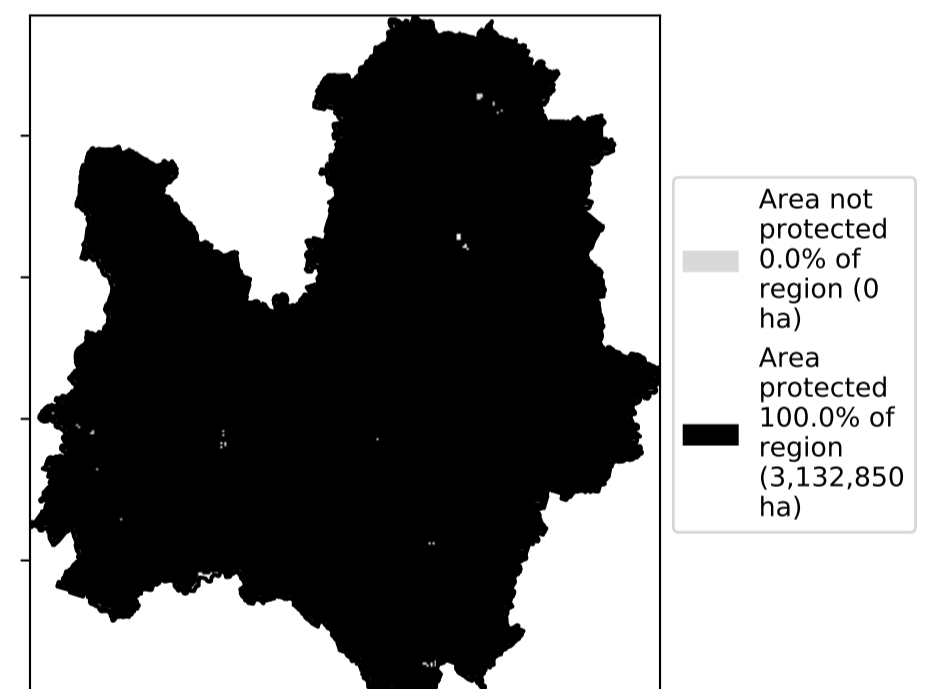 Area not
protected
0.0% of
region (0
ha)
Area
protected
100.0% of
region
(3,132,850
ha)